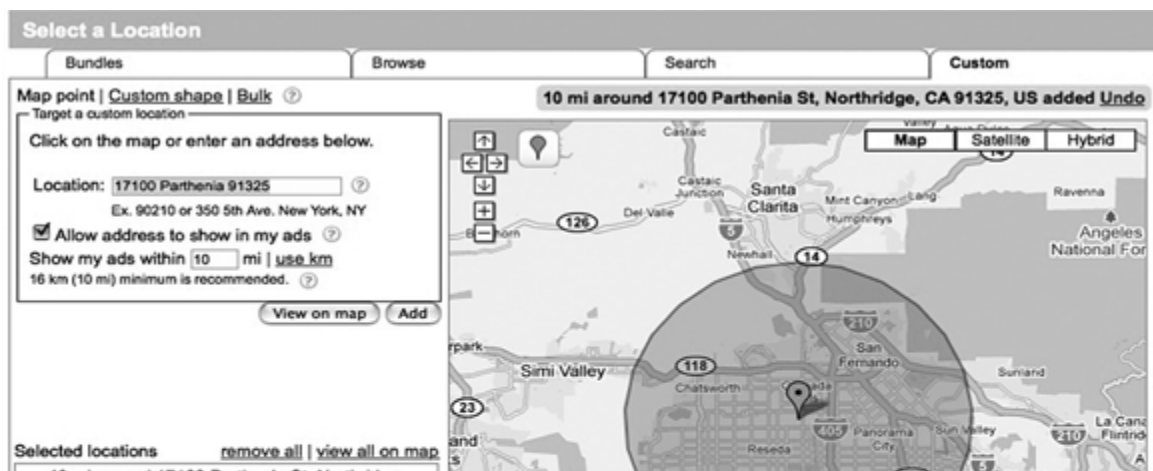 Select a Location
Bundles
Browse
Search
Custom
Map point | Custom shape | Bulk ?
10 mi around 17100 Parthenia St, Northridge, CA 91325, US added Undo
Target a custom location
Click on the map or enter an address below.
Location: 17100 Parthenia 91325 ?
Ex. 90210 or 350 5th Ave. New York, NY
Allow address to show in my ads ?
Show my ads within 10 mi | use km
16 km (10 mi) minimum is recommended. ?
View on map
Add
Selected locations
remove all | view all on map
Map
Satellite
Hybrid
Castaic
Valley
14
Castaic
Junction
Santa
Clarita
Mint Canyon
Lang
Ravenna
Humphreys
Del Valle
126
5
Angeles
National For
Newhall
14
210
San
Fernando
Simi Valley
118
Chatsworth
Sunland
23
405
Panorama
City
Sun Valley
Reseda
210
La Cana
Flintrid
5